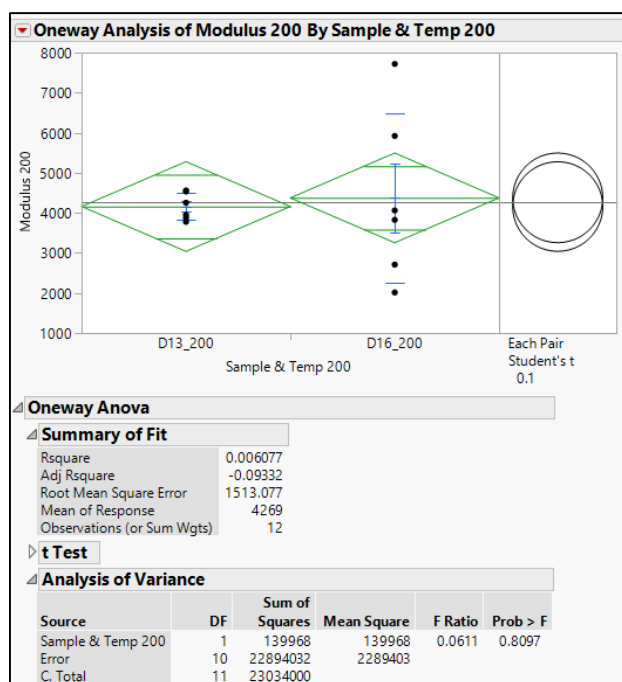 Oneway Analysis of Modulus 200 By Sample & Temp 200
8000
7000
6000
5000
4000
3000
2000
1000
Modulus 200
D13_200
D16_200
Sample & Temp 200
Each Pair
Student's t
0.1
Oneway Anova
Summary of Fit
Rsquare 0.006077
Adj Rsquare -0.09332
Root Mean Square Error 1513.077
Mean of Response 4269
Observations (or Sum Wgts) 12
t Test
Analysis of Variance
Source DF Sum of Squares Mean Square F Ratio Prob > F
Sample & Temp 200 1 139968 139968 0.0611 0.8097
Error 10 22894032 2289403
C. Total 11 23034000